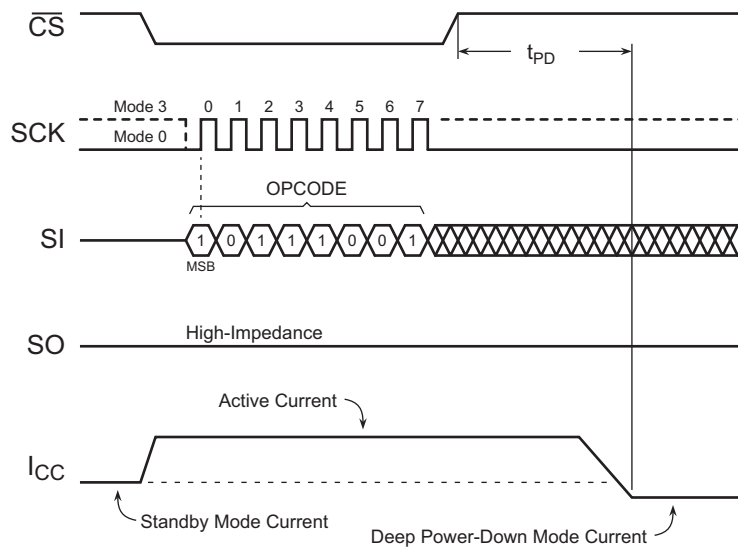 CS
tPD
Mode 3 0 1 2 3 4 5 6 7
SCK
Mode 0
OPCODE
SI 1 0 1 1 1 0 0 1
MSB
High-Impedance
SO
Active Current
ICC
Standby Mode Current
Deep Power-Down Mode Current